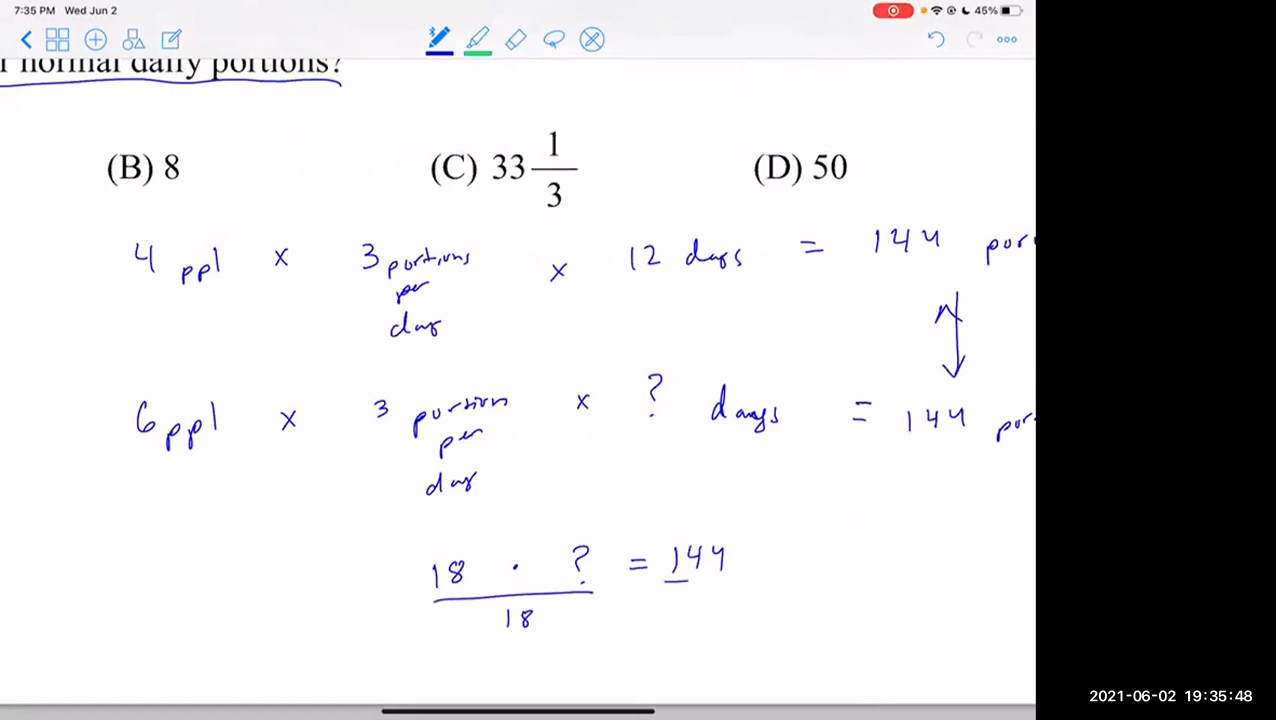 7:35 PM Wed Jun 2
45%
r normal daily portions?
(B) 8 (C) 33 1/3 (D) 50
4 ppl x 3 portions per day x 12 days = 144 por
6 ppl x 3 portions per day x ? days = 144 por
18 · ? = 144
18
2021-06-02 19:35:48